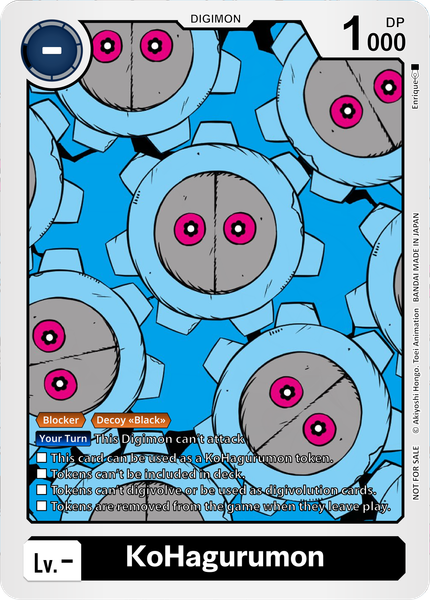 DIGIMON
–
DP
1000
Enrique
Blocker Decoy «Black»
Your Turn This Digimon can't attack
This card can be used as a KoHagurumon token.
Tokens can't be included in deck.
Tokens can't digivolve or be used as digivolution cards.
Tokens are removed from the game when they leave play.
NOT FOR SALE © Akiyoshi Hongo. Toei Animation BANDAI MADE IN JAPAN
Lv.–
KoHagurumon